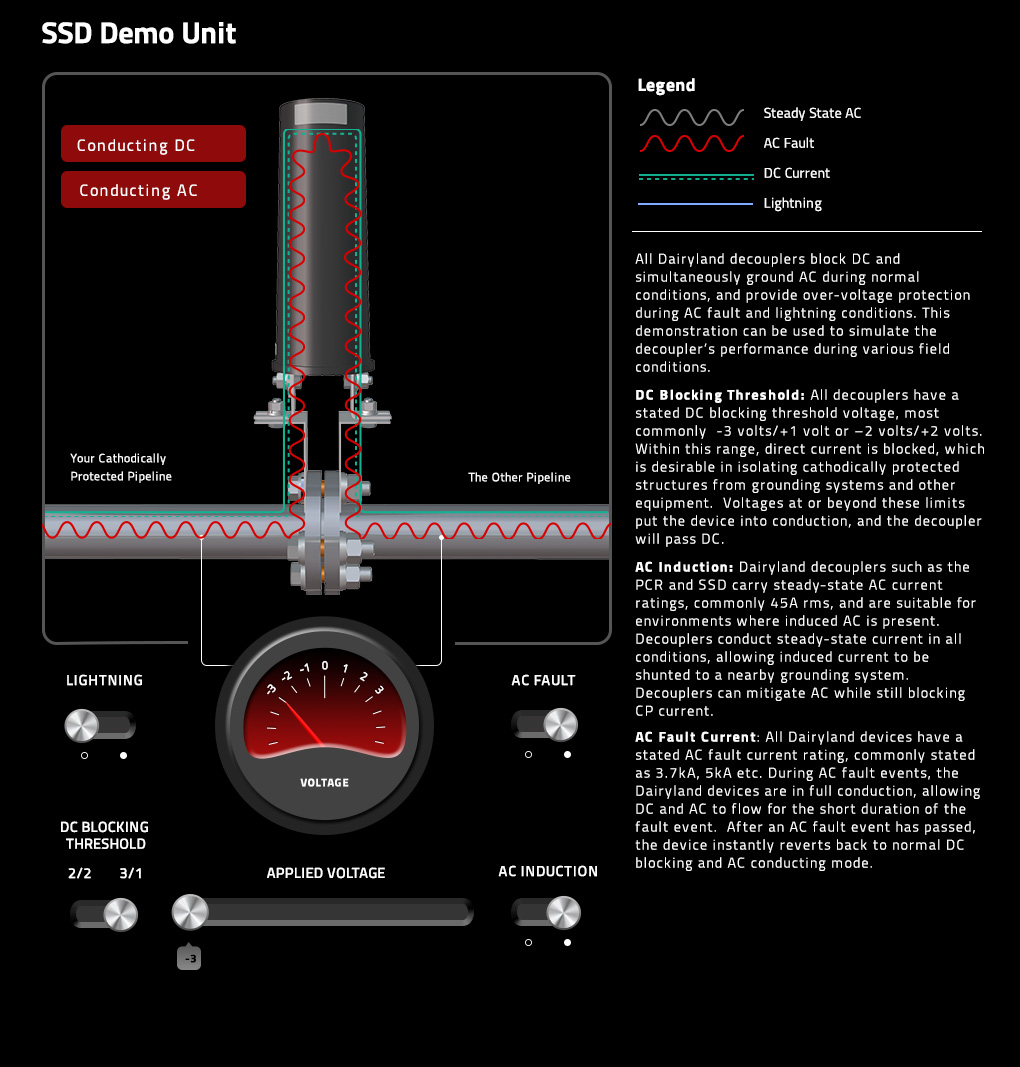 SSD Demo Unit
Conducting DC
Conducting AC
Your Cathodically
Protected Pipeline
The Other Pipeline
-3 -2 -1 0 1 2 3
VOLTAGE
LIGHTNING
AC FAULT
DC BLOCKING
THRESHOLD
2/2 3/1
APPLIED VOLTAGE
AC INDUCTION
-3
Legend
Steady State AC
AC Fault
DC Current
Lightning
All Dairyland decouplers block DC and
simultaneously ground AC during normal
conditions, and provide over-voltage protection
during AC fault and lightning conditions. This
demonstration can be used to simulate the
decoupler's performance during various field
conditions.
DC Blocking Threshold: All decouplers have a
stated DC blocking threshold voltage, most
commonly -3 volts/+1 volt or –2 volts/+2 volts.
Within this range, direct current is blocked, which
is desirable in isolating cathodically protected
structures from grounding systems and other
equipment. Voltages at or beyond these limits
put the device into conduction, and the decoupler
will pass DC.
AC Induction: Dairyland decouplers such as the
PCR and SSD carry steady-state AC current
ratings, commonly 45A rms, and are suitable for
environments where induced AC is present.
Decouplers conduct steady-state current in all
conditions, allowing induced current to be
shunted to a nearby grounding system.
Decouplers can mitigate AC while still blocking
CP current.
AC Fault Current: All Dairyland devices have a
stated AC fault current rating, commonly stated
as 3.7kA, 5kA etc. During AC fault events, the
Dairyland devices are in full conduction, allowing
DC and AC to flow for the short duration of the
fault event. After an AC fault event has passed,
the device instantly reverts back to normal DC
blocking and AC conducting mode.